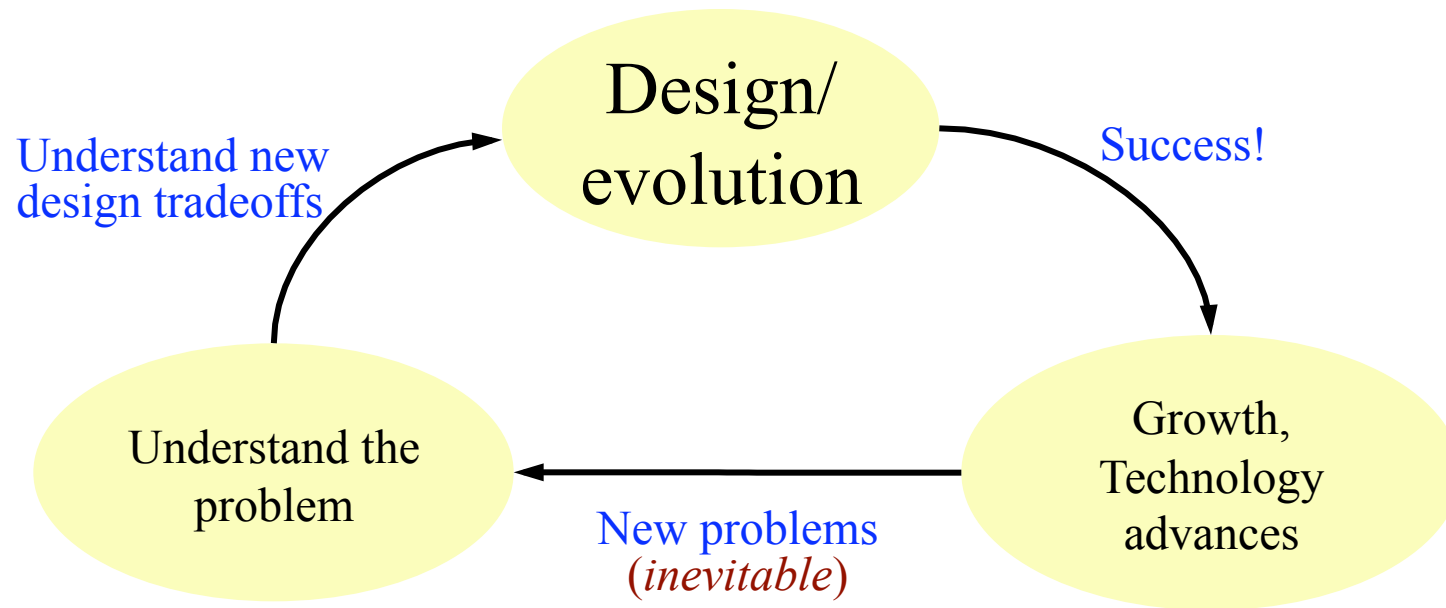 Design/
evolution
Success!
Understand new
design tradeoffs
Growth,
Technology
advances
Understand the
problem
New problems
(inevitable)